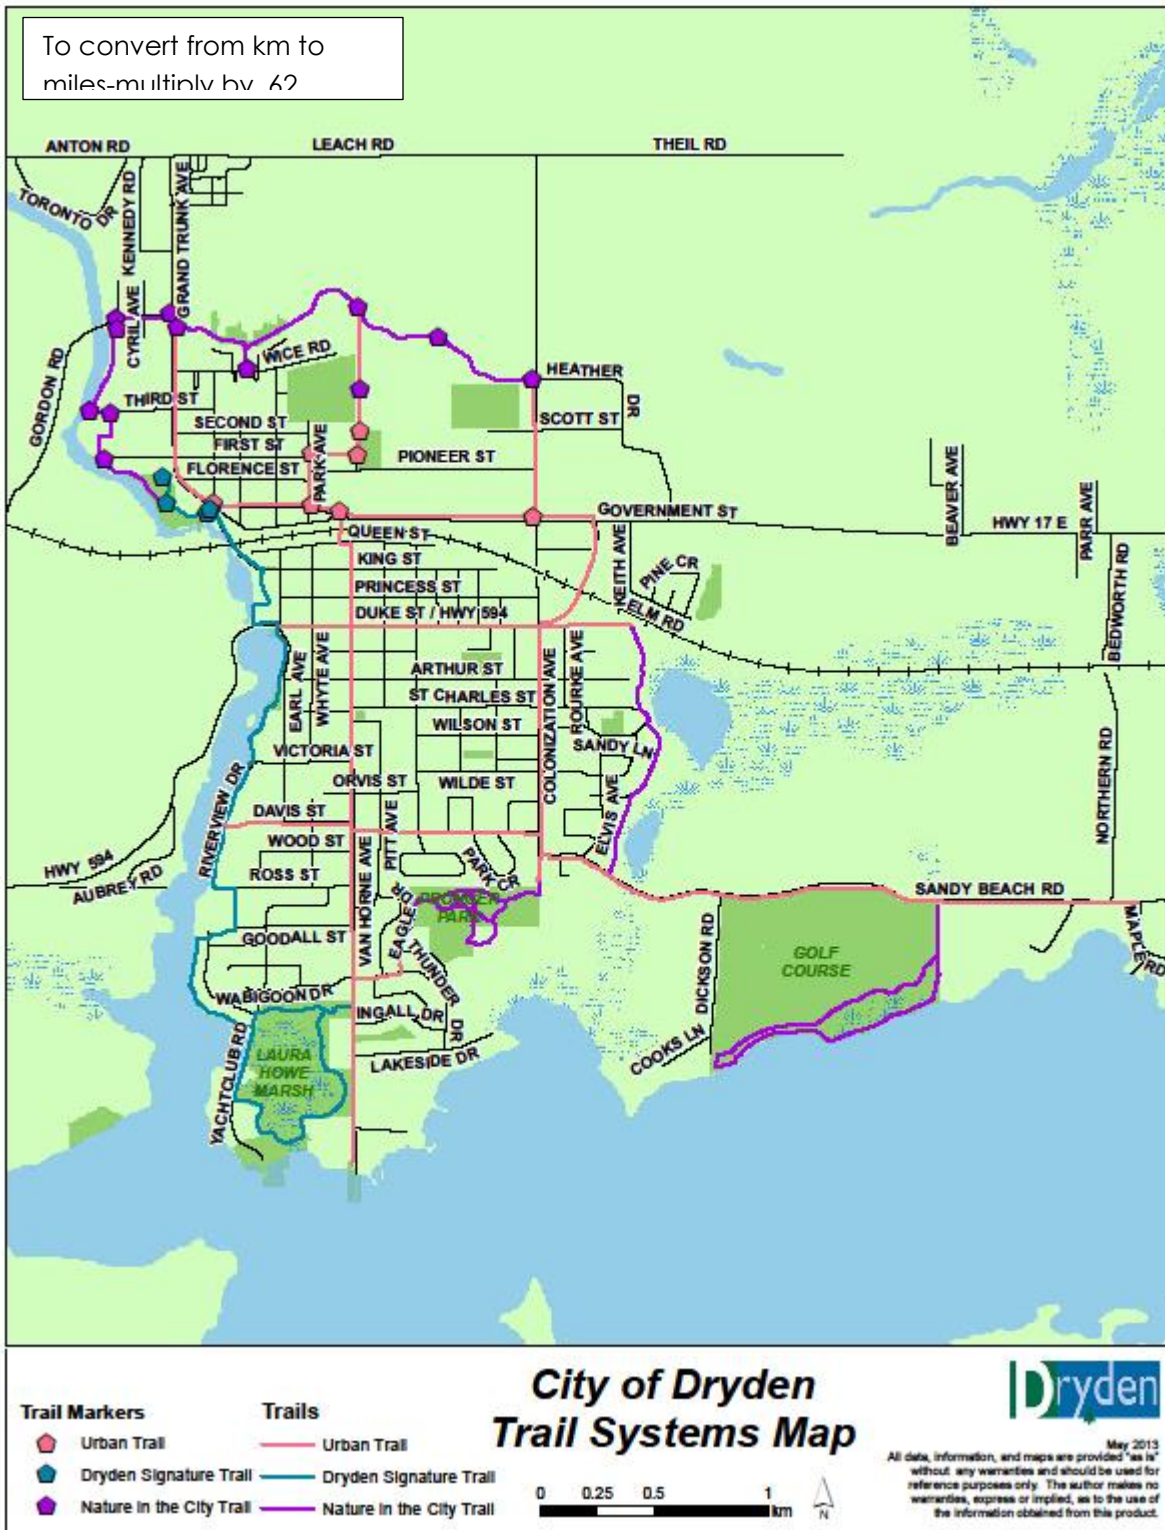 To convert from km to
miles-multiply by .62
ANTON RD
LEACH RD
THEIL RD
TORONTO DR
KENNEDY RD
GRAND TRUNK AVE
CYRIL AVE
GORDON RD
WICE RD
HEATHER
DR
THIRD ST
SECOND ST
SCOTT ST
FIRST ST
PARK AVE
FLORENCE ST
PIONEER ST
BEAVER AVE
PARR AVE
GOVERNMENT ST
HWY 17 E
QUEEN ST
KING ST
KEITH AVE
PINE CR
BEDWORTH RD
PRINCESS ST
DUKE ST / HWY 594
ELM RD
EARL AVE
WHYTE AVE
ARTHUR ST
COLONIZATION AVE
ROURKE AVE
ST CHARLES ST
WILSON ST
VICTORIA ST
SANDY LN
RIVERVIEW DR
ORVIS ST
WILDE ST
ELVIS AVE
NORTHERN RD
DAVIS ST
PITT AVE
WOOD ST
VAN HORNE AVE
HWY 594
AUBREY RD
ROSS ST
PARK CR
SANDY BEACH RD
EAGLE DR
PRONGER
PARK
GOODALL ST
THUNDER
DR
DICKSON RD
GOLF
COURSE
MAPLE RD
WABIGOON DR
INGALL DR
YACHTCLUB RD
LAURA
HOWE
MARSH
LAKESIDE DR
COOKS LN
City of Dryden
Trail Systems Map
Dryden
Trail Markers
Trails
Urban Trail
Urban Trail
Dryden Signature Trail
Dryden Signature Trail
Nature in the City Trail
Nature in the City Trail
0 0.25 0.5 1
km
N
May 2013
All data, information, and maps are provided "as is"
without any warranties and should be used for
reference purposes only. The author makes no
warranties, express or implied, as to the use of
the information obtained from this product.